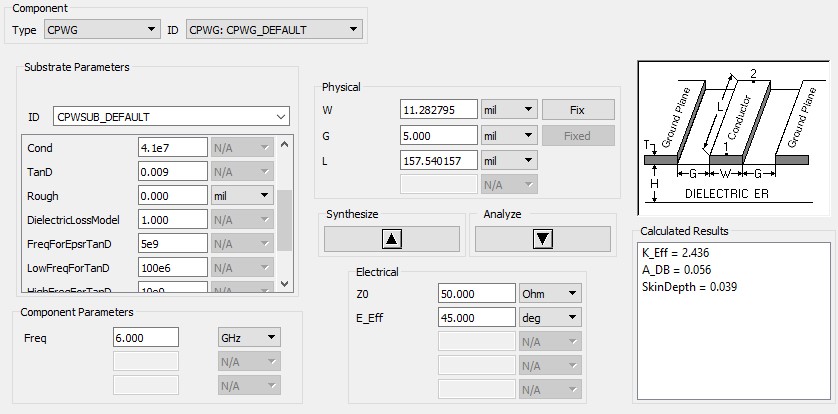 Component
Type CPWG ID CPWG: CPWG_DEFAULT
Substrate Parameters
ID CPWSUB_DEFAULT
Cond 4.1e7 N/A
TanD 0.009 N/A
Rough 0.000 mil
DielectricLossModel 1.000 N/A
FreqForEpsrTanD 5e9 N/A
LowFreqForTanD 100e6 N/A
HighFreqForTanD 10e9 N/A
Component Parameters
Freq 6.000 GHz
N/A
N/A
Physical
W 11.282795 mil Fix
G 5.000 mil Fixed
L 157.540157 mil
N/A
Synthesize
Analyze
Electrical
Z0 50.000 Ohm
E_Eff 45.000 deg
N/A
N/A
N/A
2
Ground Plane
L
Conductor
Ground Plane
T
1
G W G
H
DIELECTRIC ER
Calculated Results
K_Eff = 2.436
A_DB = 0.056
SkinDepth = 0.039